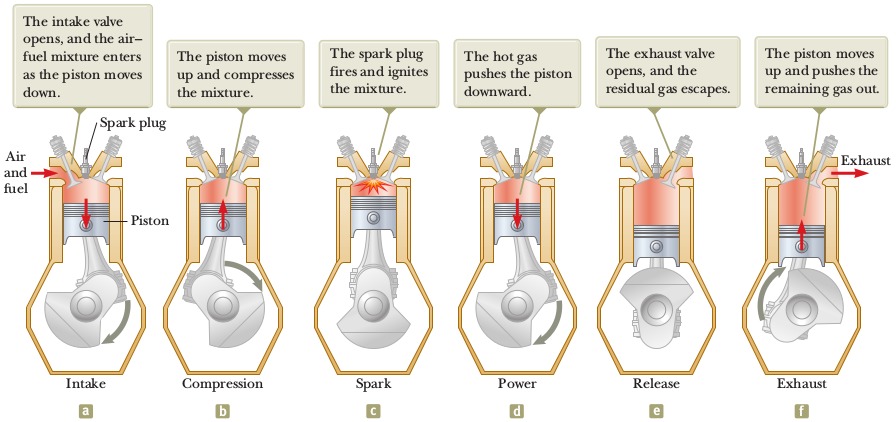 The intake valve
opens, and the air–
fuel mixture enters
as the piston moves
down.
The piston moves
up and compresses
the mixture.
The spark plug
fires and ignites
the mixture.
The hot gas
pushes the piston
downward.
The exhaust valve
opens, and the
residual gas escapes.
The piston moves
up and pushes the
remaining gas out.
Spark plug
Air
and
fuel
Piston
Exhaust
Intake
Compression
Spark
Power
Release
Exhaust
a
b
c
d
e
f